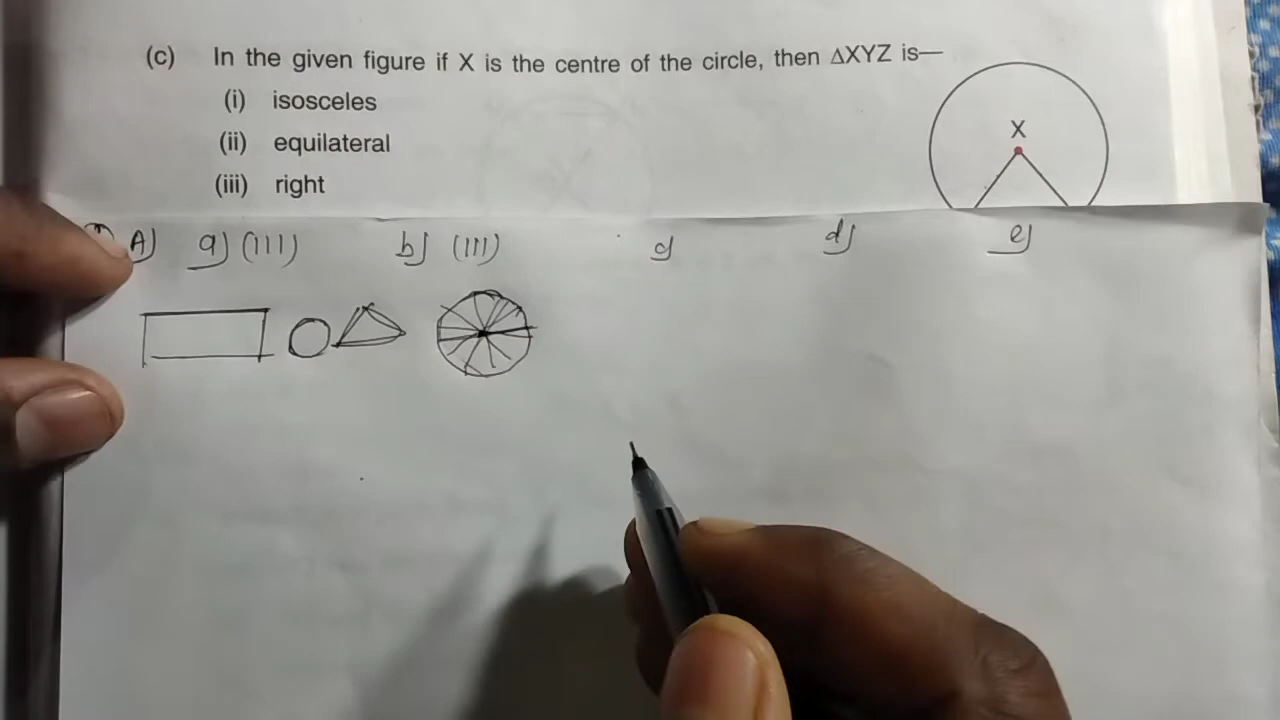 (c) In the given figure if X is the centre of the circle, then ΔXYZ is—
(i) isosceles
(ii) equilateral
(iii) right
X
A) a) (iii) b) (iii) c) d) e)